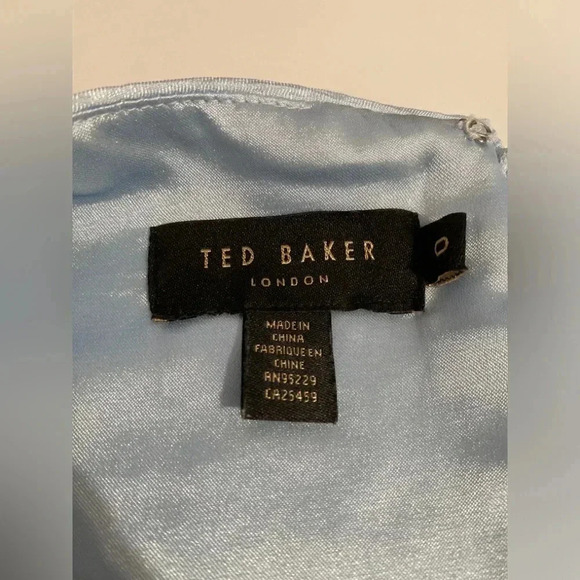 TED BAKER
LONDON
0
MADE IN
CHINA
FABRIQUE EN
CHINE
RN95229
CA25459